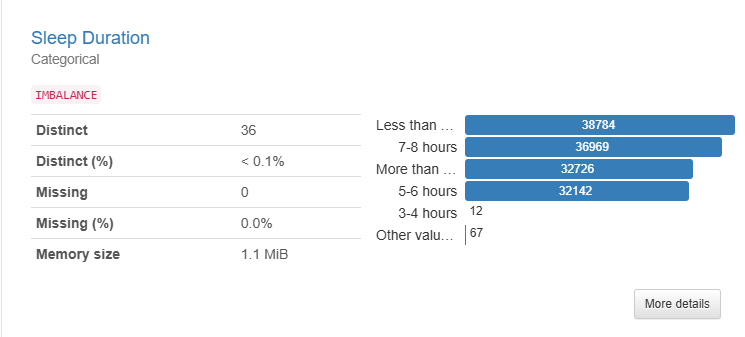 Sleep Duration
Categorical
IMBALANCE
Distinct 36
Distinct (%) < 0.1%
Missing 0
Missing (%) 0.0%
Memory size 1.1 MiB
Less than ... 38784
7-8 hours 36969
More than ... 32726
5-6 hours 32142
3-4 hours 12
Other valu... 67
More details